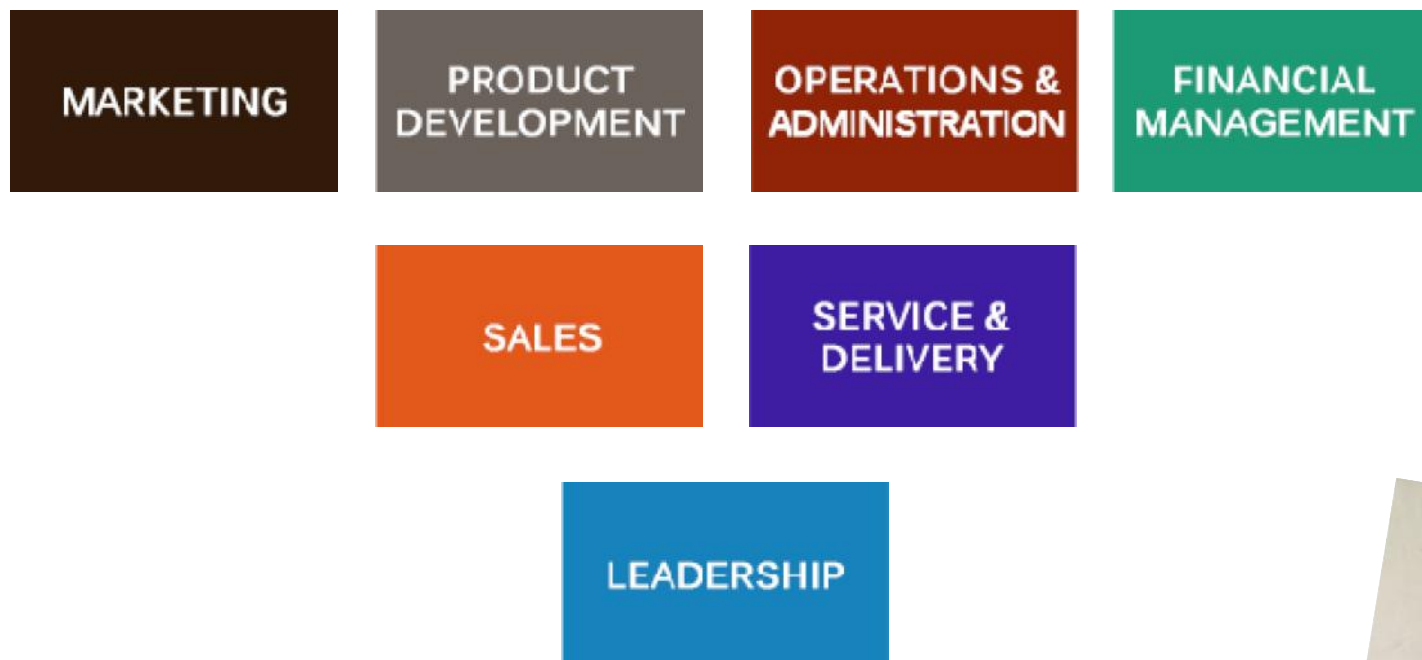 MARKETING
PRODUCT
DEVELOPMENT
OPERATIONS &
ADMINISTRATION
FINANCIAL
MANAGEMENT
SALES
SERVICE &
DELIVERY
LEADERSHIP